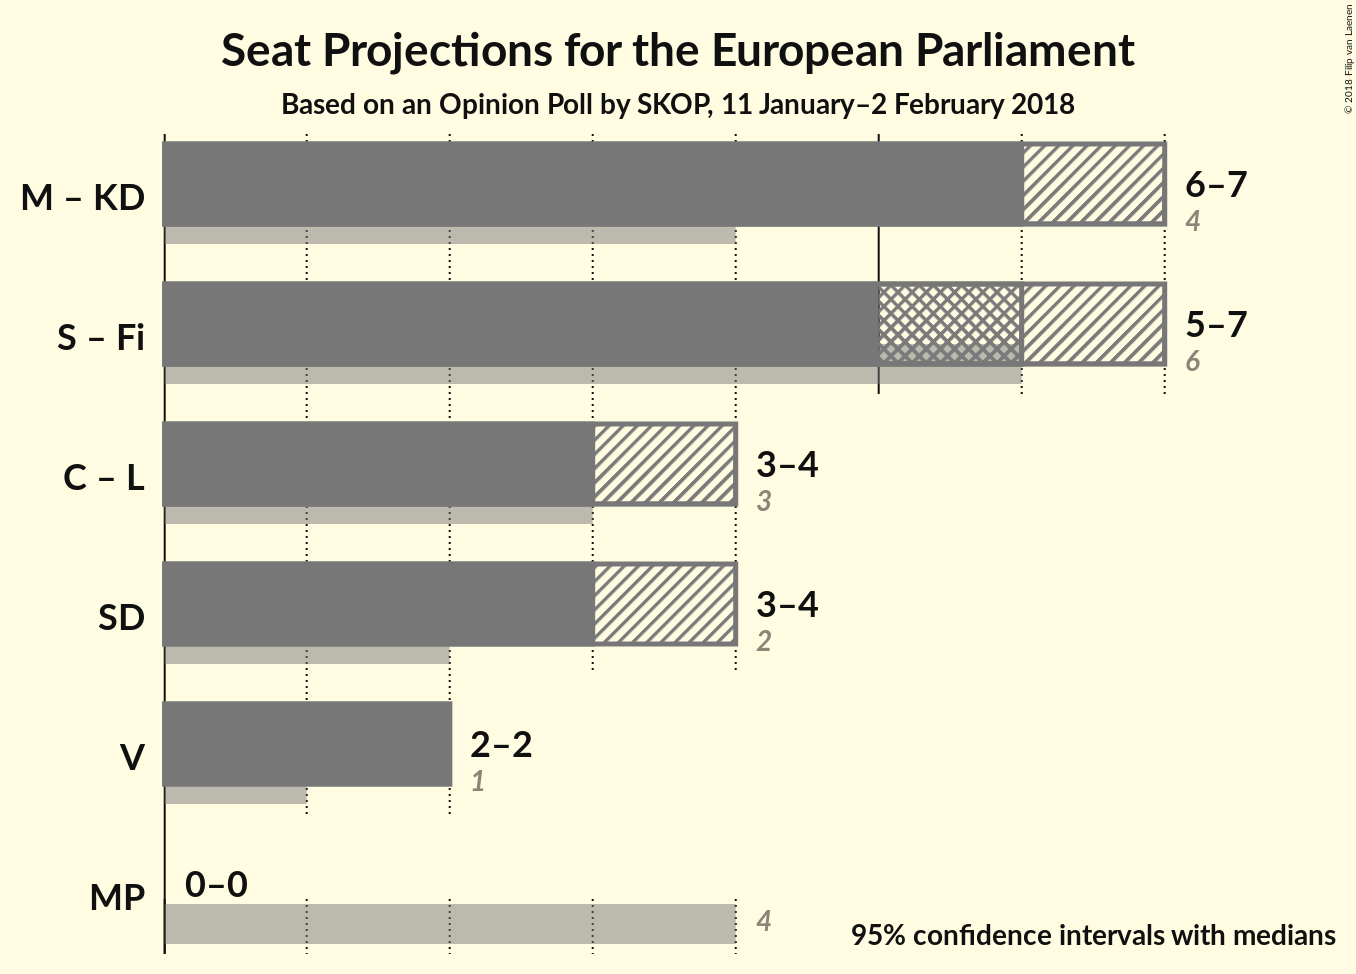 Seat Projections for the European Parliament
Based on an Opinion Poll by SKOP, 11 January–2 February 2018
© 2018 Filip van Laenen
M – KD
6–7
4
S – Fi
5–7
6
C – L
3–4
3
SD
3–4
2
V
2–2
1
MP
0–0
4
95% confidence intervals with medians